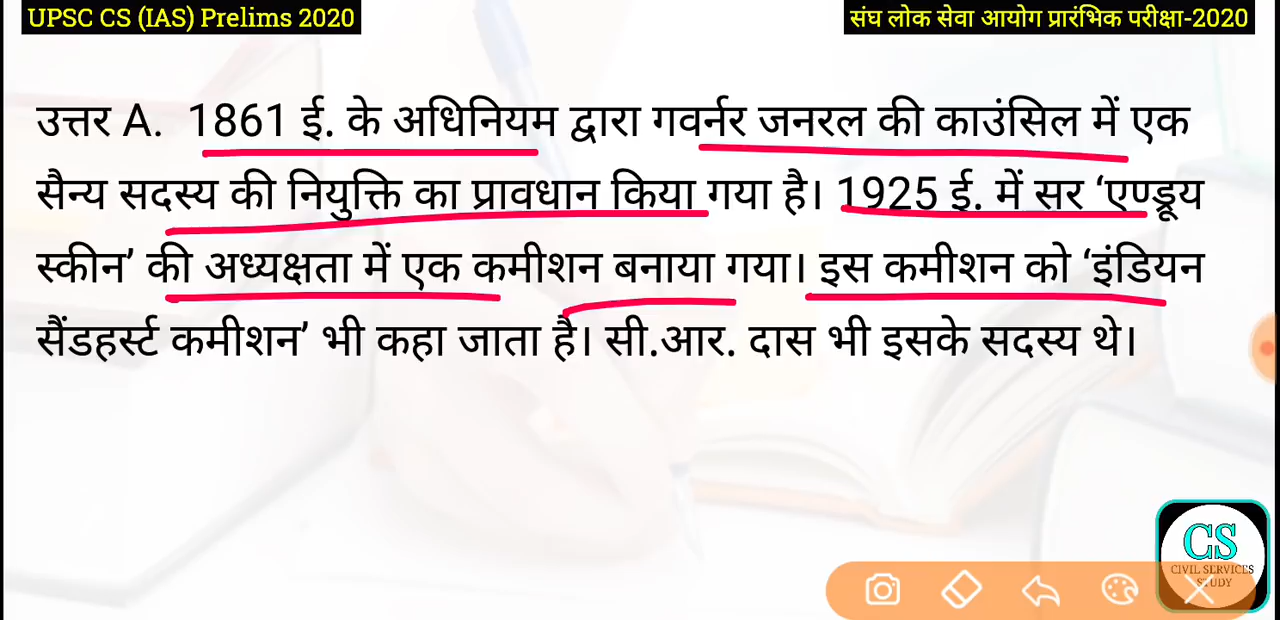 UPSC CS (IAS) Prelims 2020
संघ लोक सेवा आयोग प्रारंभिक परीक्षा-2020
उत्तर A. 1861 ई. के अधिनियम द्वारा गवर्नर जनरल की काउंसिल में एक
सैन्य सदस्य की नियुक्ति का प्रावधान किया गया है। 1925 ई. में सर ‘एण्ड्रूय
स्कीन’ की अध्यक्षता में एक कमीशन बनाया गया। इस कमीशन को ‘इंडियन
सैंडहर्स्ट कमीशन’ भी कहा जाता है। सी.आर. दास भी इसके सदस्य थे।
CS
CIVIL SERVICES
STUDY